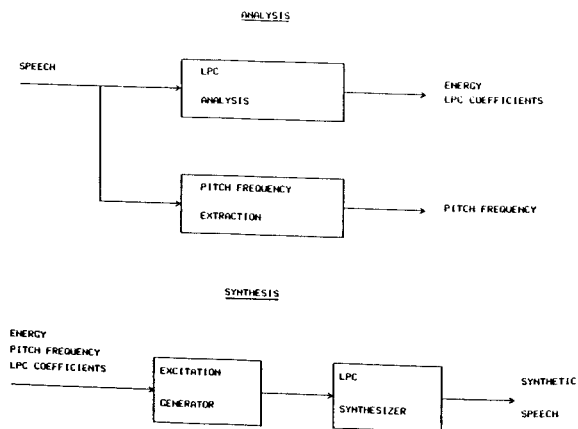 ANALYSIS
SPEECH
LPC
ANALYSIS
ENERGY
LPC COEFFICIENTS
PITCH FREQUENCY
EXTRACTION
PITCH FREQUENCY
SYNTHESIS
ENERGY
PITCH FREQUENCY
LPC COEFFICIENTS
EXCITATION
GENERATOR
LPC
SYNTHESIZER
SYNTHETIC
SPEECH